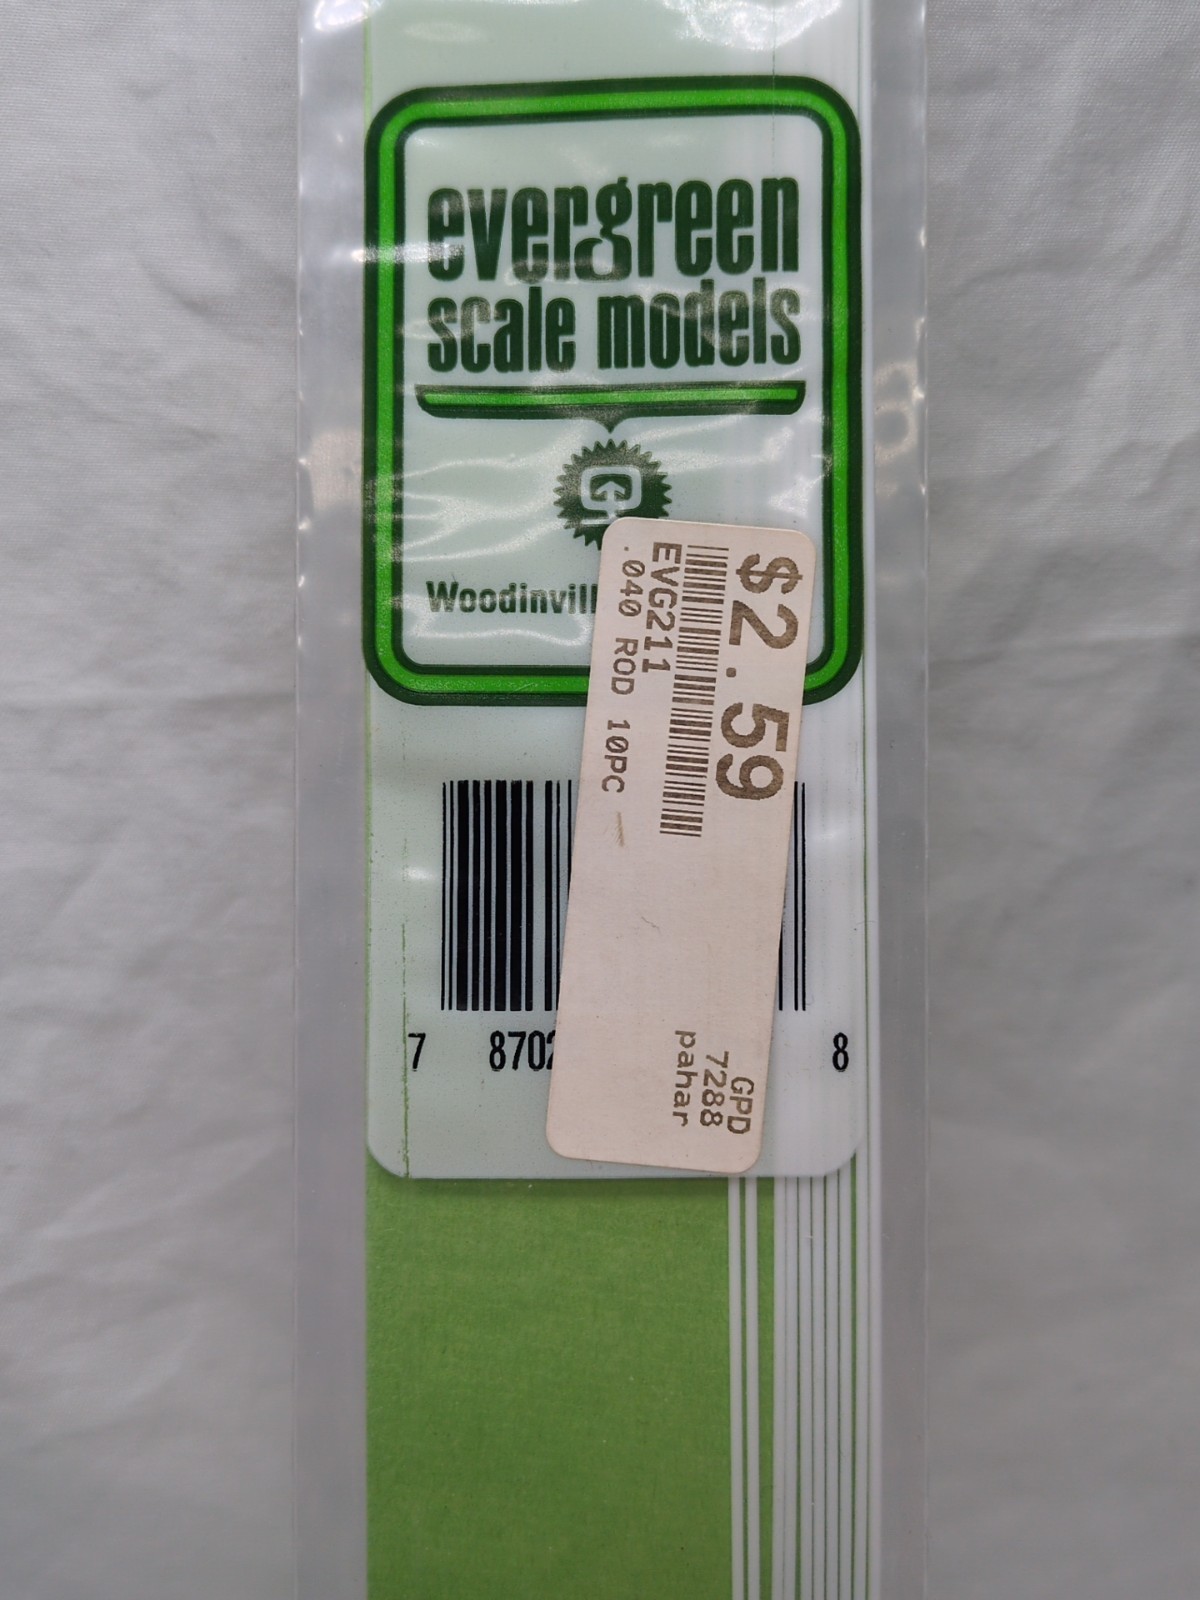 evergreen
scale models
Woodinvill
$2.59
EVG211
.040 ROD 10PC
7 8702 8
GPD
7288
pahar